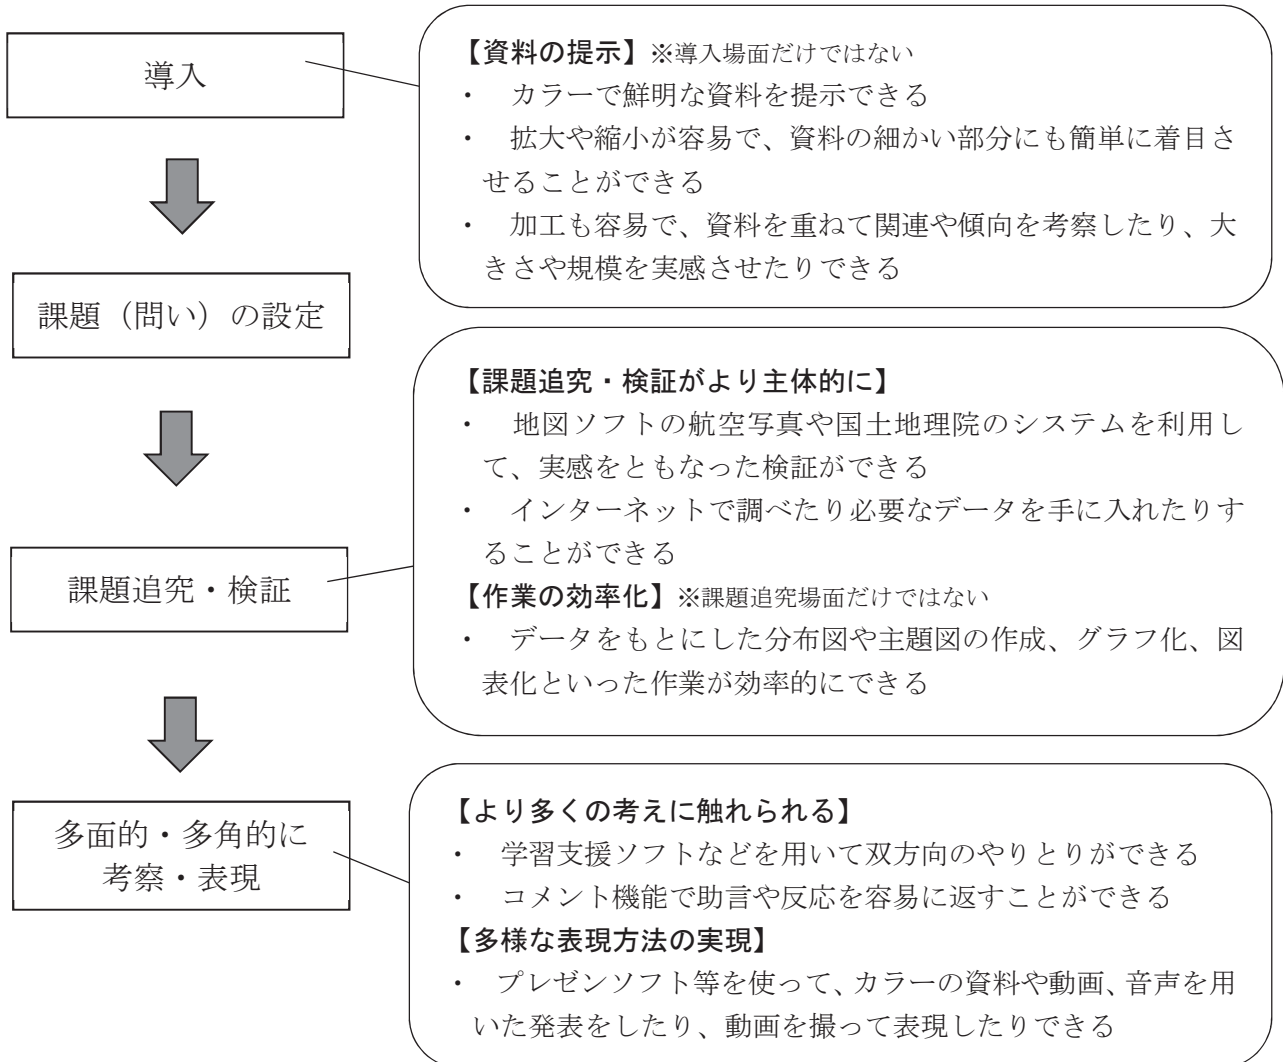 導入
【資料の提示】※導入場面だけではない
・ カラーで鮮明な資料を提示できる
・ 拡大や縮小が容易で、資料の細かい部分にも簡単に着目さ
せることができる
・ 加工も容易で、資料を重ねて関連や傾向を考察したり、大
きさや規模を実感させたりできる
課題（問い）の設定
【課題追究・検証がより主体的に】
・ 地図ソフトの航空写真や国土地理院のシステムを利用し
て、実感をともなった検証ができる
・ インターネットで調べたり必要なデータを手に入れたりす
ることができる
【作業の効率化】※課題追究場面だけではない
・ データをもとにした分布図や主題図の作成、グラフ化、図
表化といった作業が効率的にできる
課題追究・検証
多面的・多角的に
考察・表現
【より多くの考えに触れられる】
・ 学習支援ソフトなどを用いて双方向のやりとりができる
・ コメント機能で助言や反応を容易に返すことができる
【多様な表現方法の実現】
・ プレゼンソフト等を使って、カラーの資料や動画、音声を用
いた発表をしたり、動画を撮って表現したりできる